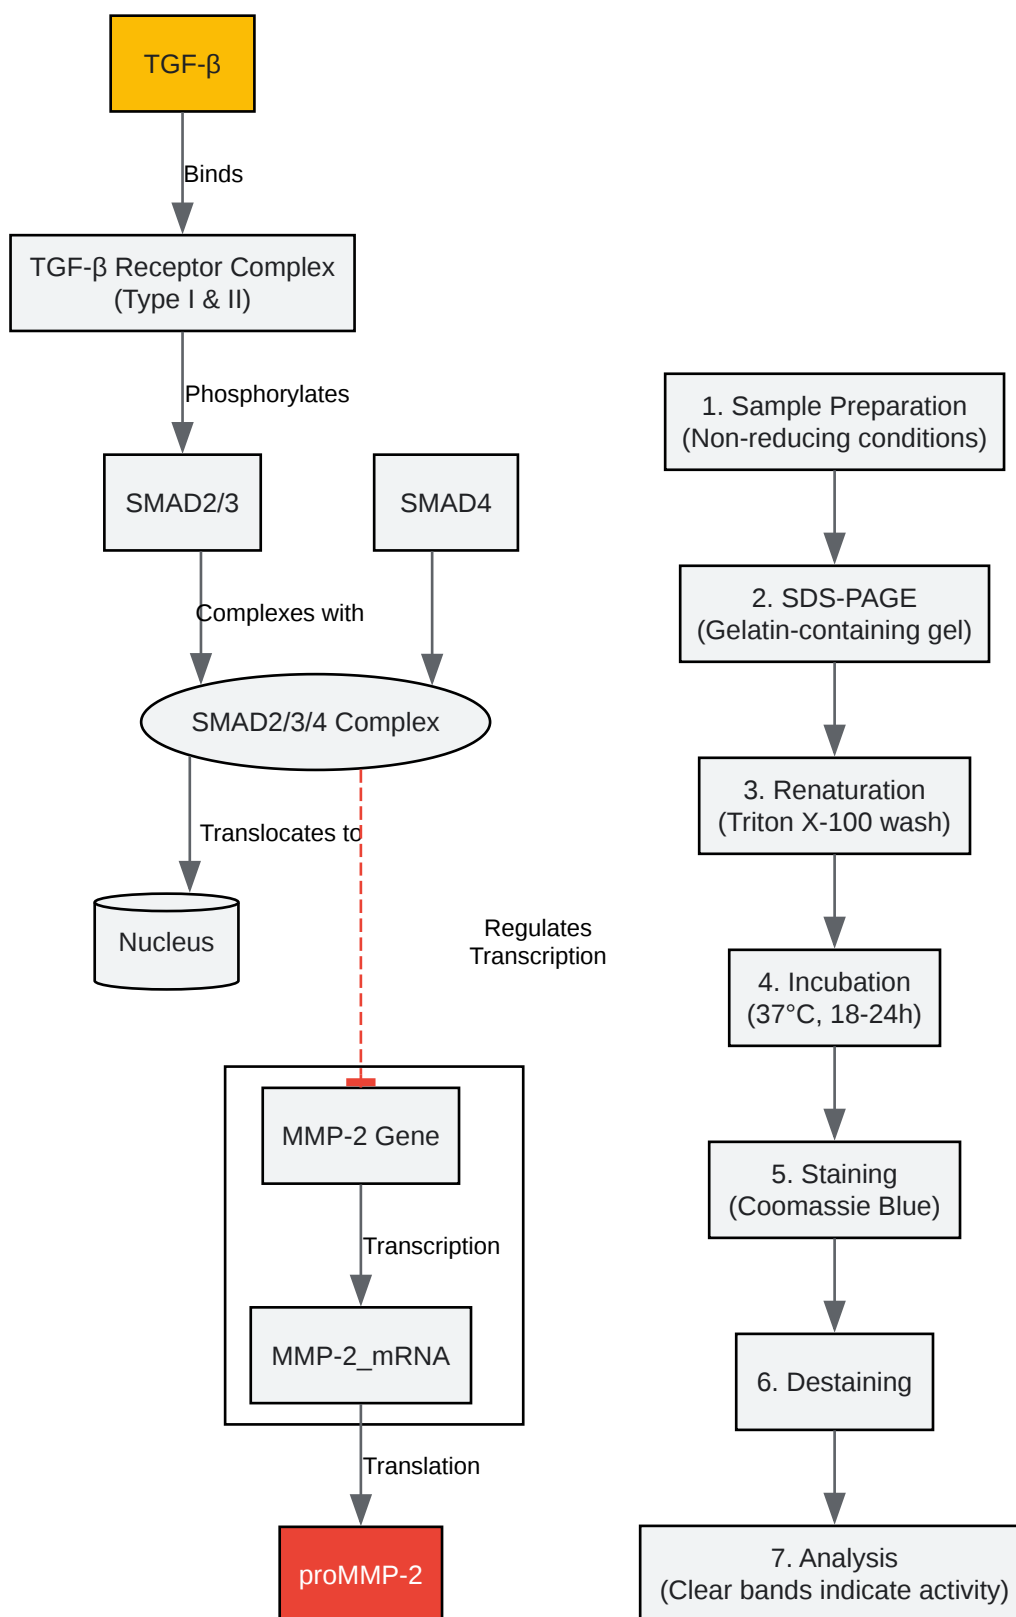 TGF-β
Binds
TGF-β Receptor Complex
(Type I & II)
Phosphorylates
SMAD2/3
SMAD4
Complexes with
SMAD2/3/4 Complex
Translocates to
Nucleus
Regulates
Transcription
MMP-2 Gene
Transcription
MMP-2_mRNA
Translation
proMMP-2
1. Sample Preparation
(Non-reducing conditions)
2. SDS-PAGE
(Gelatin-containing gel)
3. Renaturation
(Triton X-100 wash)
4. Incubation
(37°C, 18-24h)
5. Staining
(Coomassie Blue)
6. Destaining
7. Analysis
(Clear bands indicate activity)